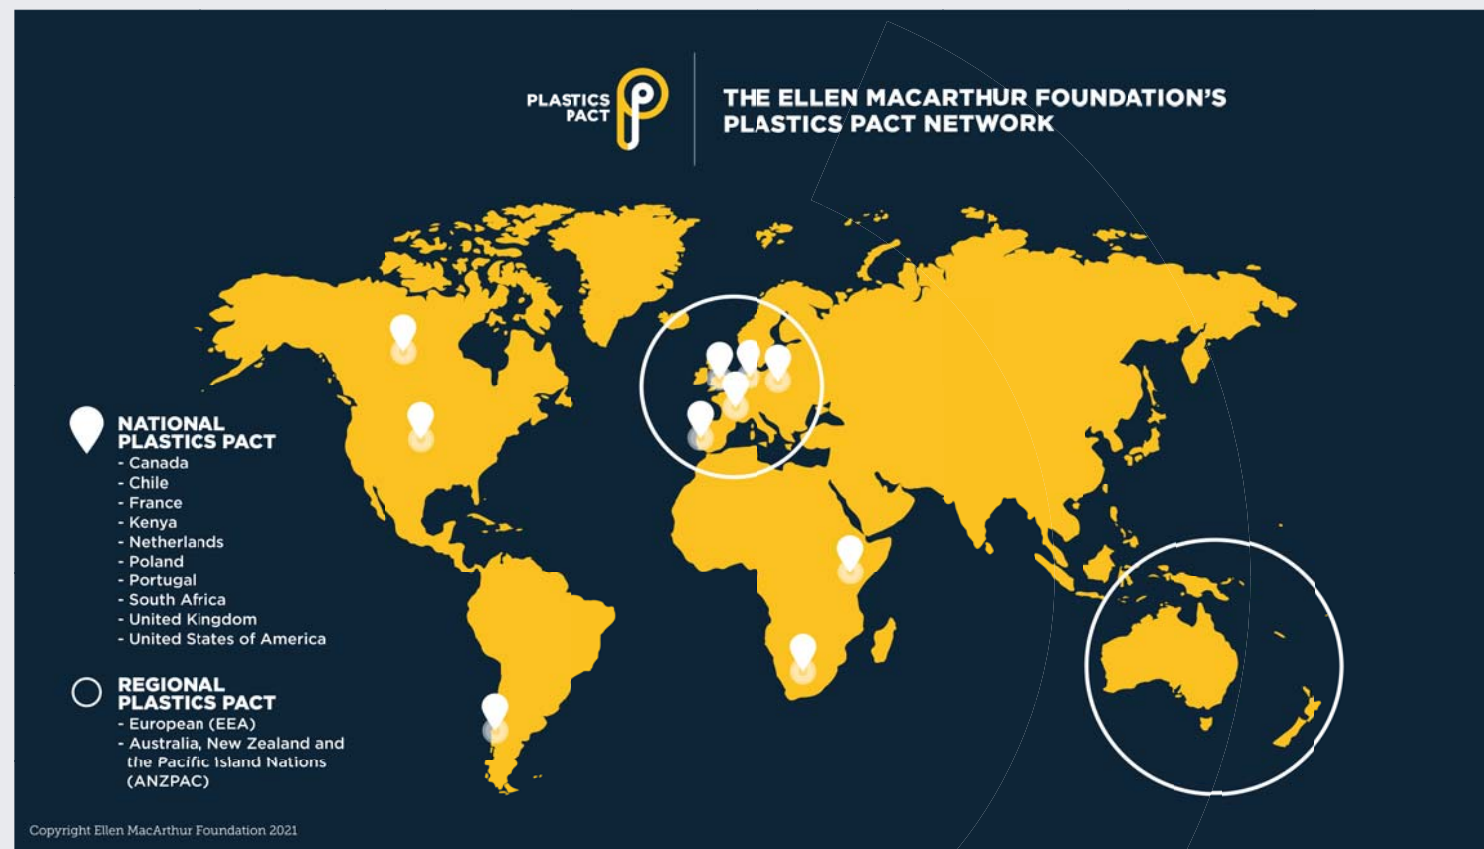 PLASTICS
PACT
THE ELLEN MACARTHUR FOUNDATION'S
PLASTICS PACT NETWORK
NATIONAL
PLASTICS PACT
- Canada
- Chile
- France
- Kenya
- Netherlands
- Poland
- Portugal
- South Africa
- United Kingdom
- United States of America
REGIONAL
PLASTICS PACT
- European (EEA)
- Australia, New Zealand and
the Pacific Island Nations
(ANZPAC)
Copyright Ellen MacArthur Foundation 2021